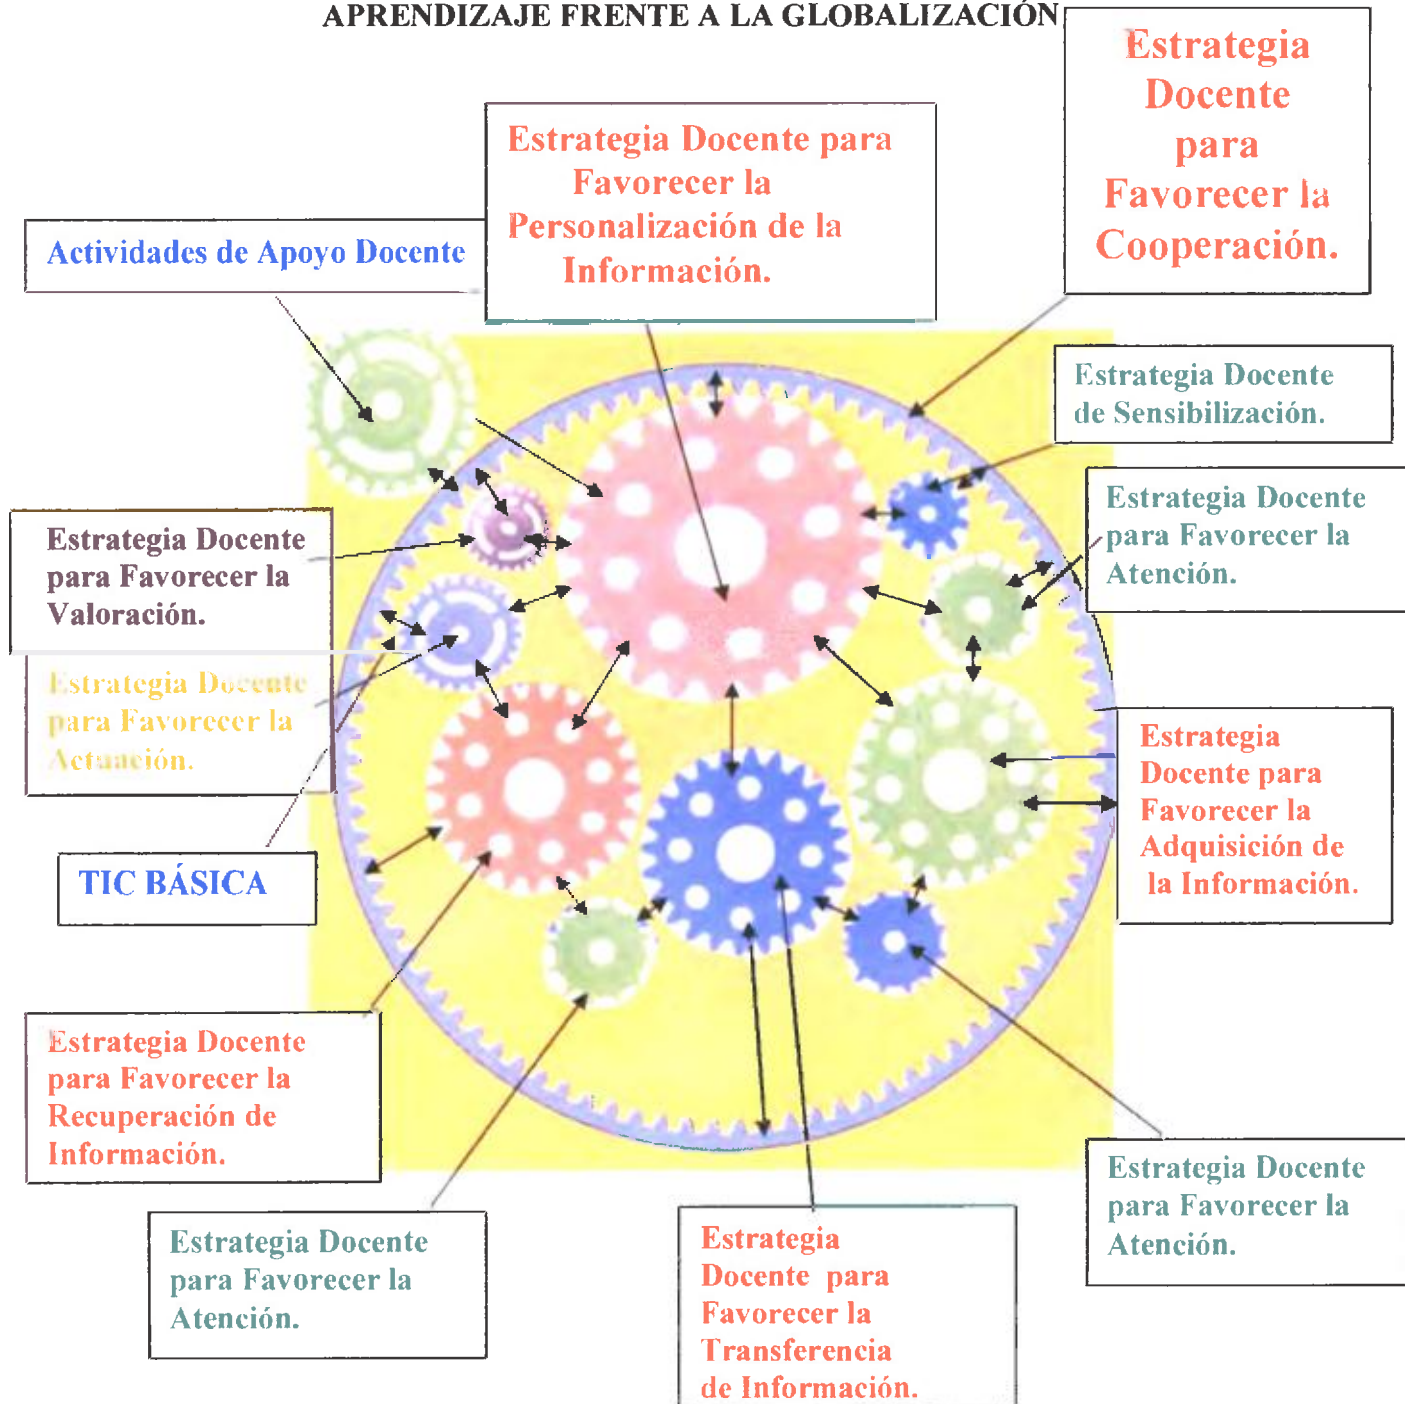 APRENDIZAJE FRENTE A LA GLOBALIZACIÓN
Estrategia
Docente
para
Favorecer la
Cooperación.
Estrategia Docente para
Favorecer la
Personalización de la
Información.
Actividades de Apoyo Docente
Estrategia Docente
de Sensibilización.
Estrategia Docente
para Favorecer la
Atención.
Estrategia Docente
para Favorecer la
Valoración.
Estrategia Docente
para Favorecer la
Actuación.
Estrategia
Docente para
Favorecer la
Adquisición de
la Información.
TIC BÁSICA
Estrategia Docente
para Favorecer la
Recuperación de
Información.
Estrategia Docente
para Favorecer la
Atención.
Estrategia Docente
para Favorecer la
Atención.
Estrategia
Docente para
Favorecer la
Transferencia
de Información.